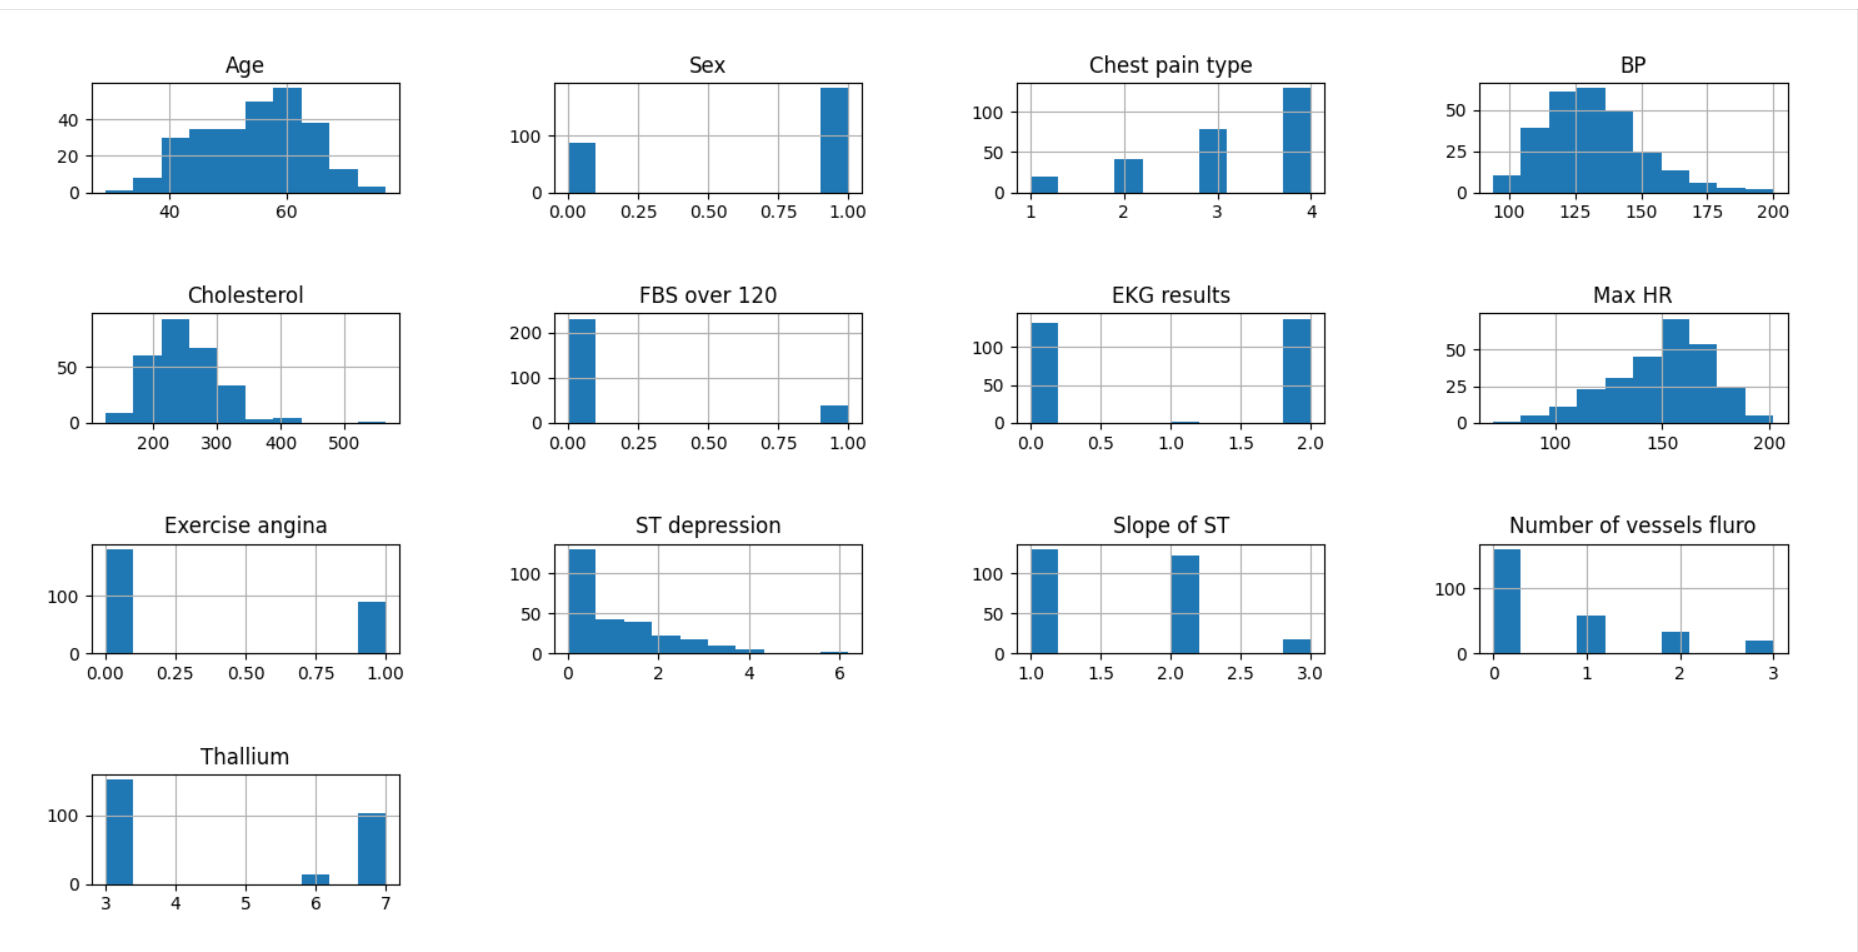 Age
Sex
Chest pain type
BP
40
20
0
40 60
100
0
0.00 0.25 0.50 0.75 1.00
100
50
0
1 2 3 4
50
25
0
100 125 150 175 200
Cholesterol
FBS over 120
EKG results
Max HR
50
0
200 300 400 500
200
100
0
0.00 0.25 0.50 0.75 1.00
100
50
0
0.0 0.5 1.0 1.5 2.0
50
25
0
100 150 200
Exercise angina
ST depression
Slope of ST
Number of vessels fluro
100
0
0.00 0.25 0.50 0.75 1.00
100
50
0
0 2 4 6
100
50
0
1.0 1.5 2.0 2.5 3.0
100
0
0 1 2 3
Thallium
100
0
3 4 5 6 7